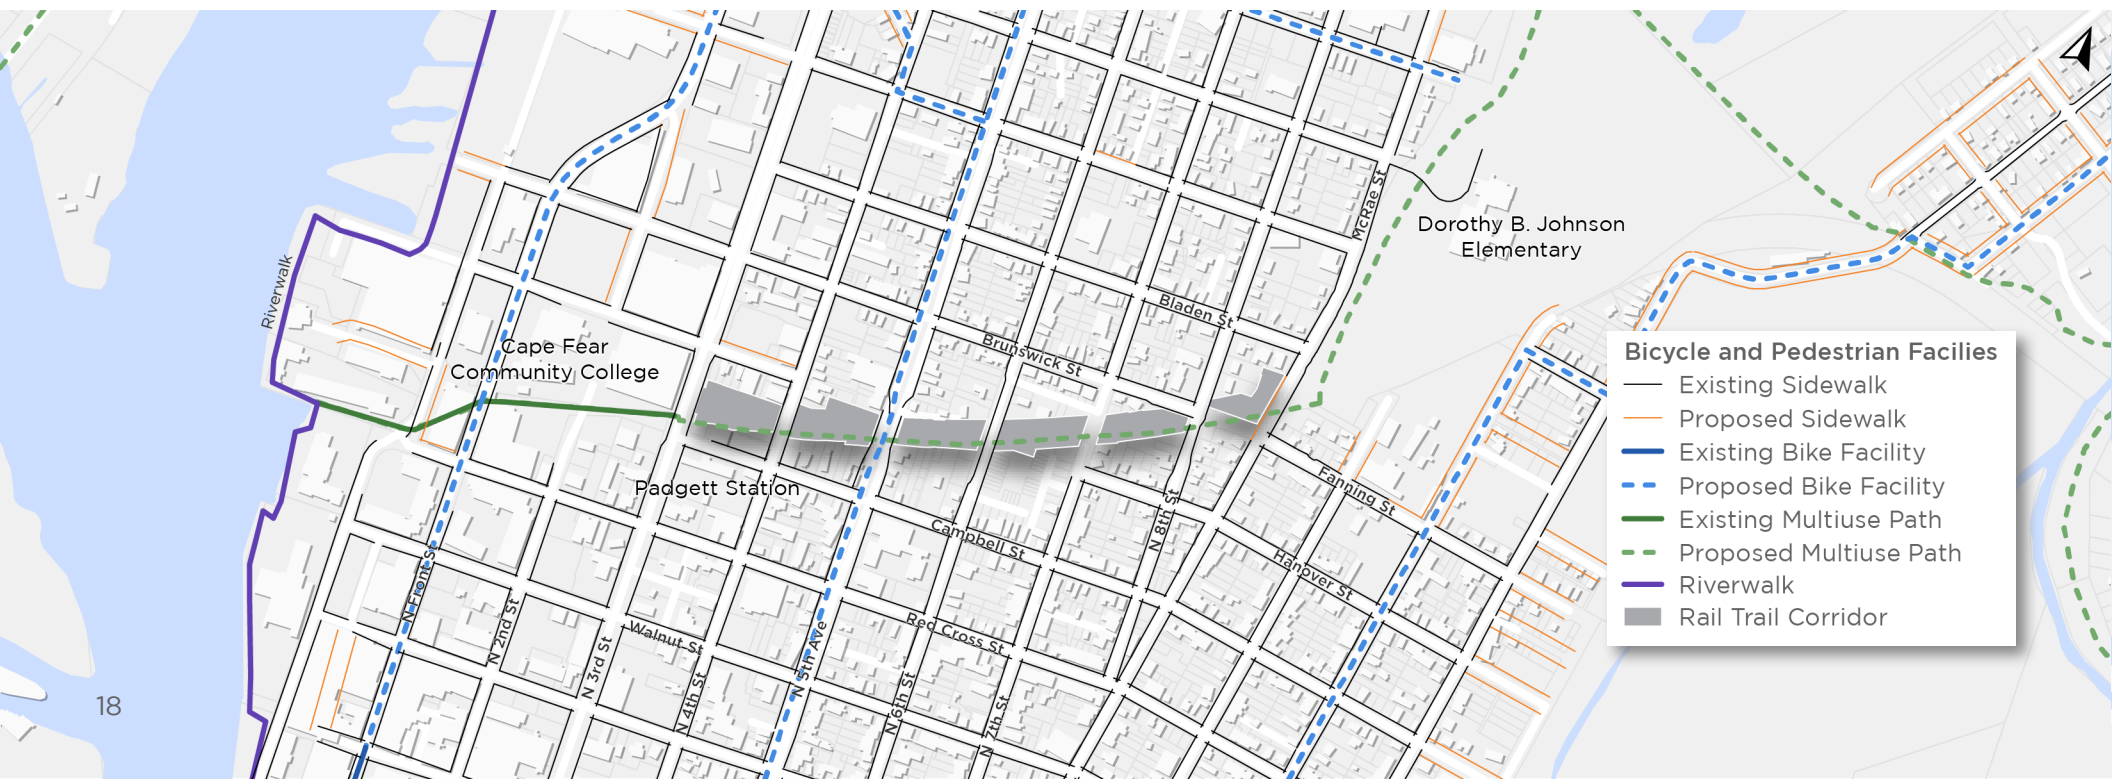 Riverwalk
McRae St
Dorothy B. Johnson
Elementary
Bladen St
Brunswick St
Cape Fear
Community College
Padgett Station
Campbell St
N 8th St
Fanning St
Hanover St
N Front St
N 2nd St
N 3rd St
Walnut St
N 4th St
N 5th Ave
Red Cross St
N 6th St
N 7th St
Bicycle and Pedestrian Facilies
Existing Sidewalk
Proposed Sidewalk
Existing Bike Facility
Proposed Bike Facility
Existing Multiuse Path
Proposed Multiuse Path
Riverwalk
Rail Trail Corridor
18